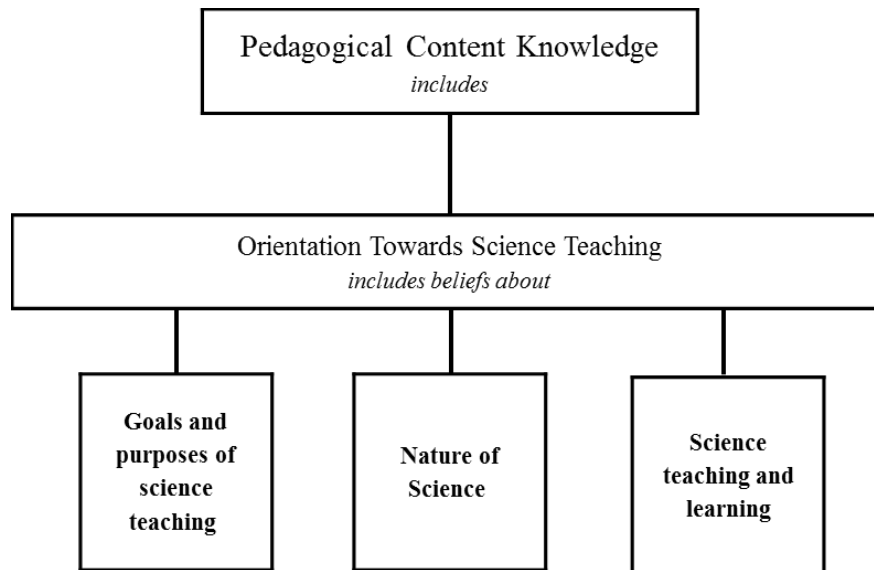 Pedagogical Content Knowledge
includes
Orientation Towards Science Teaching
includes beliefs about
Goals and
purposes of
science
teaching
Nature of
Science
Science
teaching and
learning